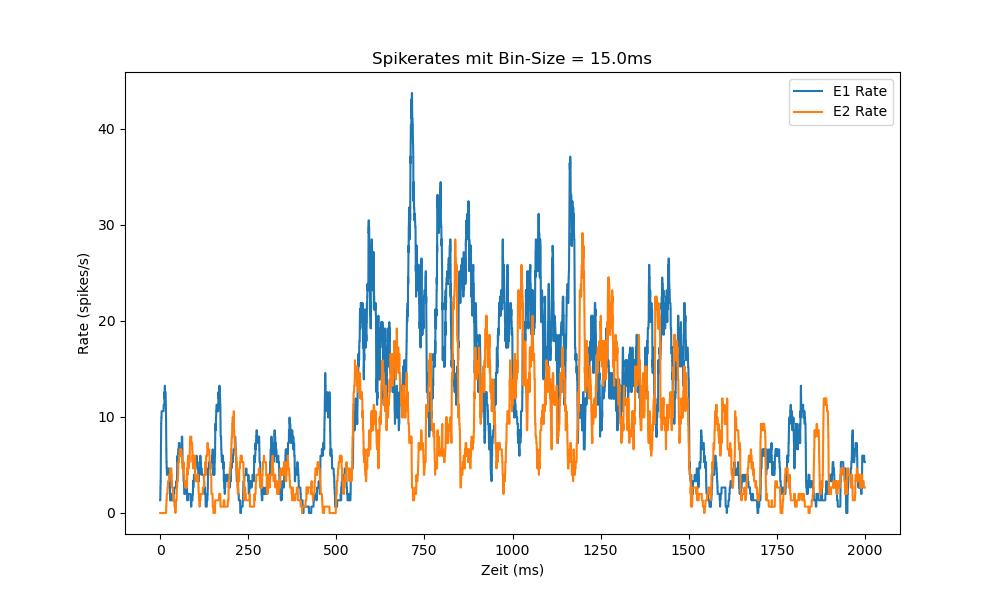 Spikerates mit Bin-Size = 15.0ms
E1 Rate
E2 Rate
40
30
20
10
0
Rate (spikes/s)
0 250 500 750 1000 1250 1500 1750 2000
Zeit (ms)